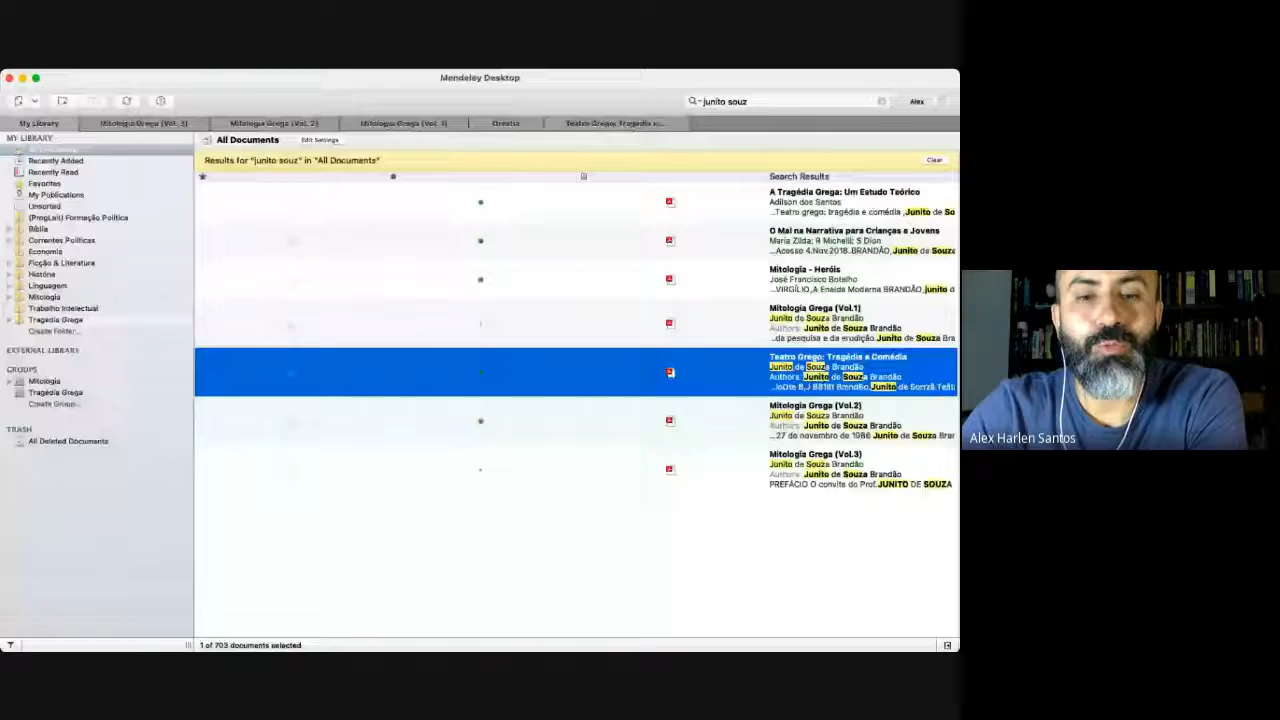 Mendeley Desktop
junito souz
Alex
My Library
Mitologia Grega (Vol. 3)
Mitologia Grega (Vol. 2)
Mitologia Grega (Vol. 1)
Orestia
Teatro Grego: Tragédia e...
MY LIBRARY
Recently Added
Recently Read
Favorites
My Publications
Unsorted
(ProgLeit) Formação Política
Bíblia
Correntes Políticas
Economia
Ficção & Literatura
História
Linguagem
Mitologia
Trabalho Intelectual
Tragédia Grega
Create Folder...
EXTERNAL LIBRARY
GROUPS
Mitologia
Tragédia Grega
Create Group...
TRASH
All Deleted Documents
All Documents
Edit Settings
Results for "junito souz" in "All Documents"
Clear
Search Results
A Tragédia Grega: Um Estudo Teórico
Adilson dos Santos
...Teatro grego: tragédia e comédia ,Junito de So
O Mal na Narrativa para Crianças e Jovens
Maria Zilda; R Michelli; S Dion
...Acesso 4.Nov.2018. BRANDÃO, Junito de Souza
Mitologia - Heróis
José Francisco Botelho
...VIRGÍLIO,A Eneida Moderna BRANDÃO,junito d
Mitologia Grega (Vol.1)
Junito de Souza Brandão
Authors: Junito de Souza Brandão
...da pesquisa e da erudição.Junito de Souza Bra
Teatro Grego: Tragédia e Comédia
Junito de Souza Brandão
Authors: Junito de Souza Brandão
Mitologia Grega (Vol.2)
Junito de Souza Brandão
Authors: Junito de Souza Brandão
...27 de novembro de 1986 Junito de Souza Bran
Mitologia Grega (Vol.3)
Junito de Souza Brandão
Authors: Junito de Souza Brandão
PREFÁCIO O convite do Prof.JUNITO DE SOUZA
1 of 703 documents selected
Alex Harlen Santos